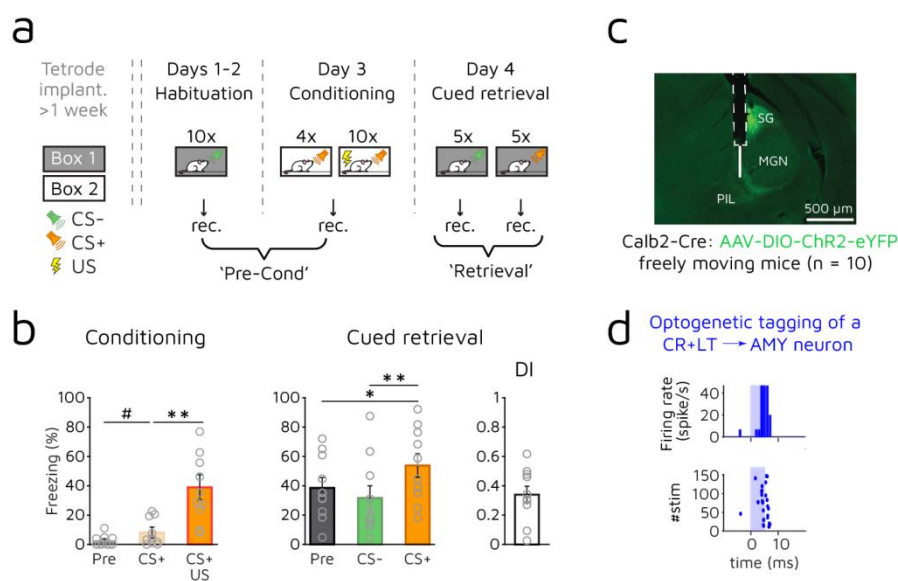 a
Tetrode
implant.
>1 week
Days 1-2
Habituation
Day 3
Conditioning
Day 4
Cued retrieval
10x
4x
10x
5x
5x
Box 1
Box 2
CS-
CS+
US
rec.
rec.
rec.
rec.
'Pre-Cond'
'Retrieval'
b
Conditioning
Freezing (%)
100
80
60
40
20
0
#
**
Pre
CS+
CS+
US
Cued retrieval
100
80
60
40
20
0
**
*
Pre
CS-
CS+
DI
1
0.8
0.6
0.4
0.2
0
c
SG
MGN
PIL
500 µm
Calb2-Cre: AAV-DIO-ChR2-eYFP
freely moving mice (n = 10)
d
Optogenetic tagging of a
CR+LT → AMY neuron
Firing rate
(spike/s)
40
20
0
#stim
150
100
50
0
0
10
time (ms)